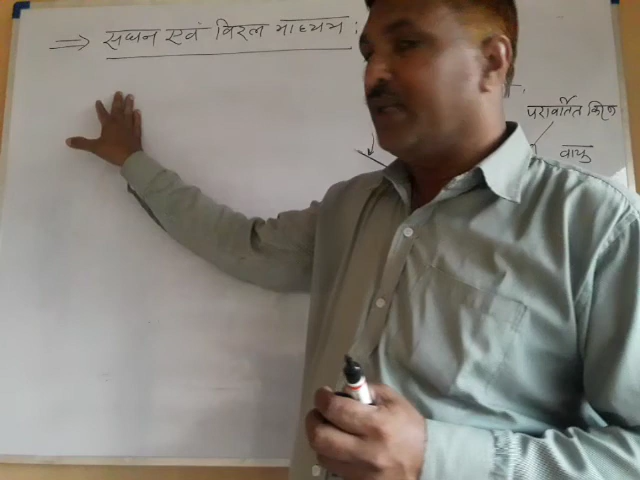 ⇒ सघन एवं विरल माध्यम :
परावर्तित किरण
वायु